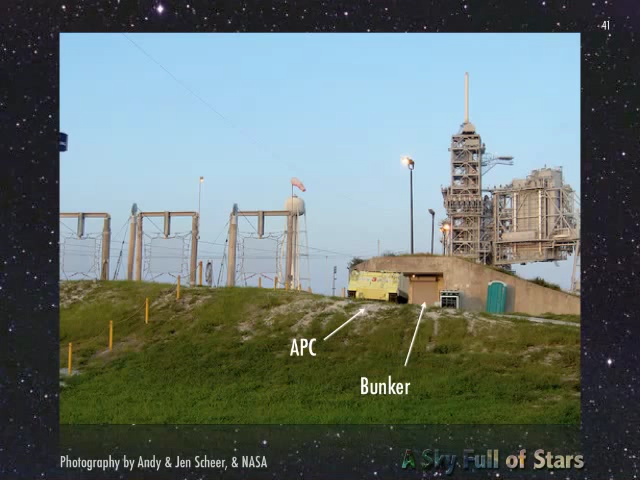 41
APC
Bunker
Photography by Andy & Jen Scheer, & NASA
A Sky Full of Stars